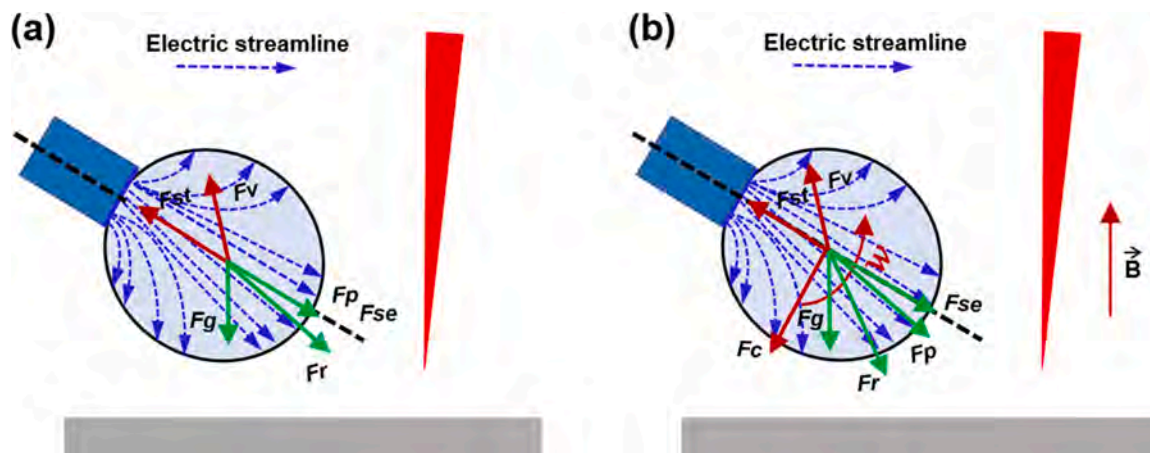 (a)
Electric streamline
Fst
Fv
Fp
Fse
Fg
Fr
(b)
Electric streamline
Fst
Fv
W
B
Fse
Fg
Fp
Fc
Fr